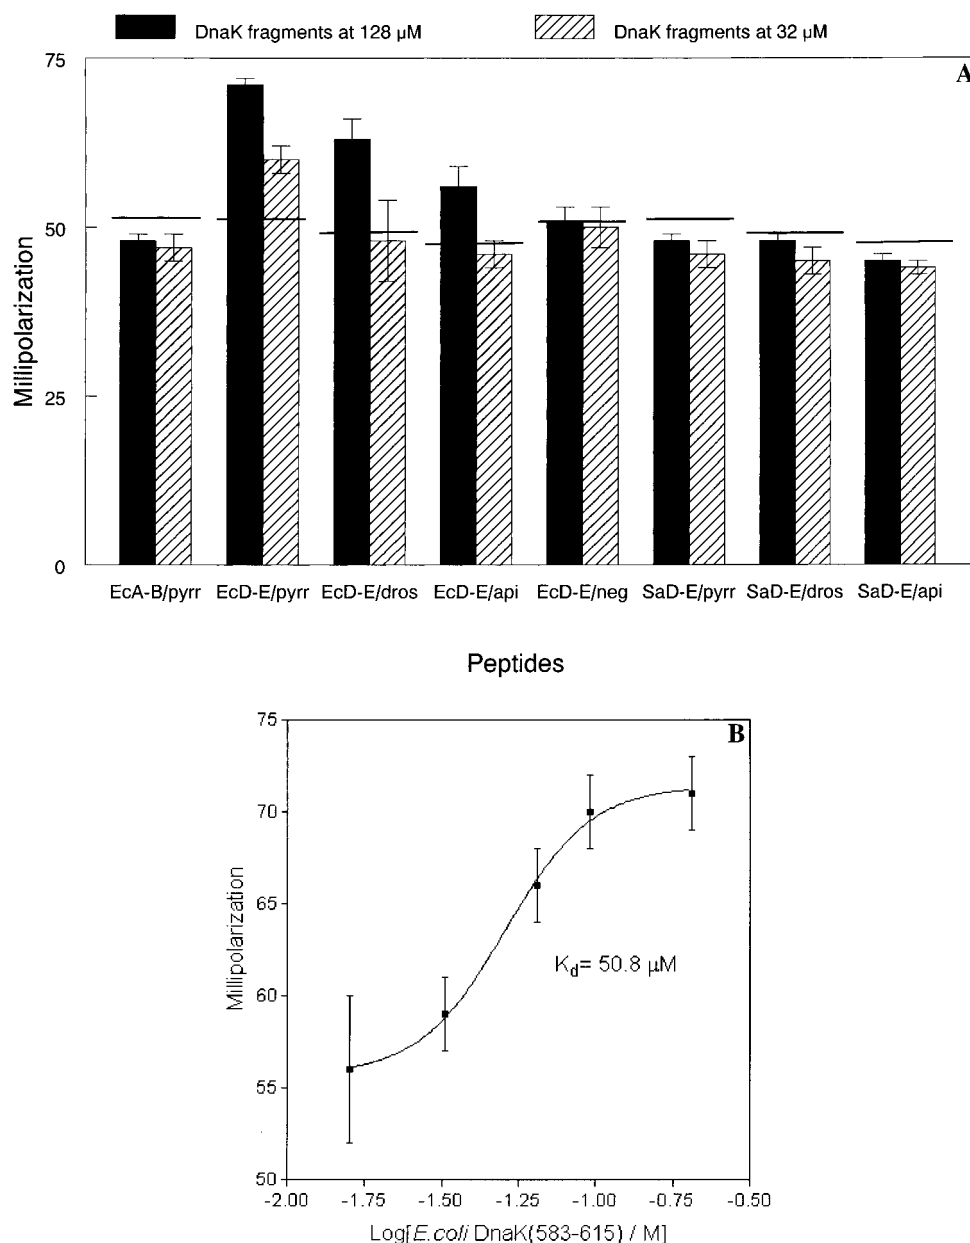 DnaK fragments at 128 µM
DnaK fragments at 32 µM
A
75
50
25
0
Millipolarization
EcA-B/pyrr EcD-E/pyrr EcD-E/dros EcD-E/api EcD-E/neg SaD-E/pyrr SaD-E/dros SaD-E/api
Peptides
B
75
70
65
60
55
50
Millipolarization
K_d= 50.8 µM
-2.00 -1.75 -1.50 -1.25 -1.00 -0.75 -0.50
Log[E.coli DnaK(583-615) / M]